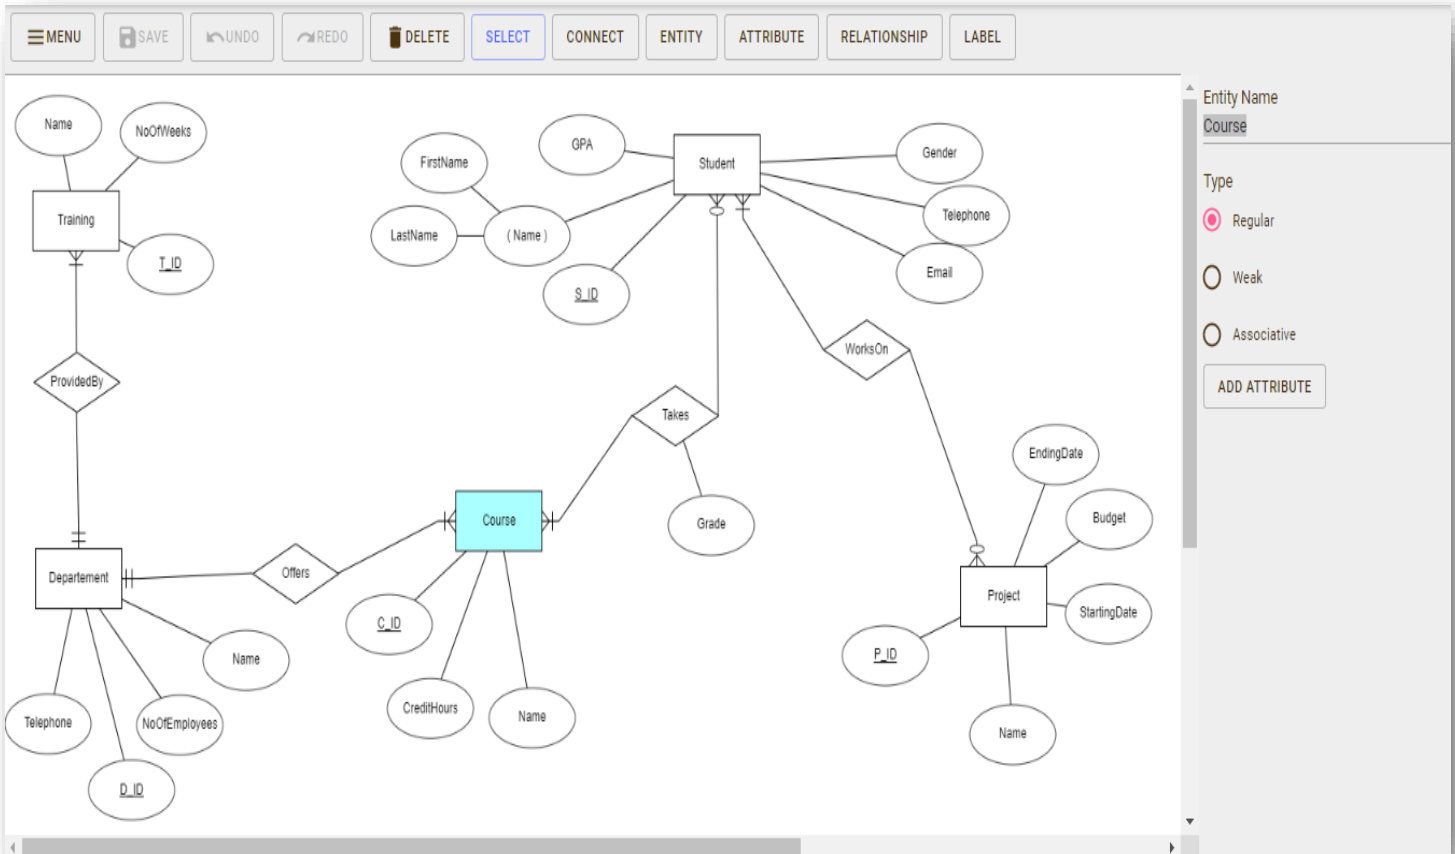 MENU SAVE UNDO REDO DELETE SELECT CONNECT ENTITY ATTRIBUTE RELATIONSHIP LABEL
Entity Name
Course
Type
Regular
Weak
Associative
ADD ATTRIBUTE
Name
NoOfWeeks
Training
T_ID
ProvidedBy
Departement
Telephone
D_ID
NoOfEmployees
Name
Offers
Course
C_ID
CreditHours
Name
Takes
Grade
FirstName
LastName
( Name )
GPA
S_ID
Student
Gender
Telephone
Email
WorksOn
EndingDate
Budget
Project
StartingDate
P_ID
Name